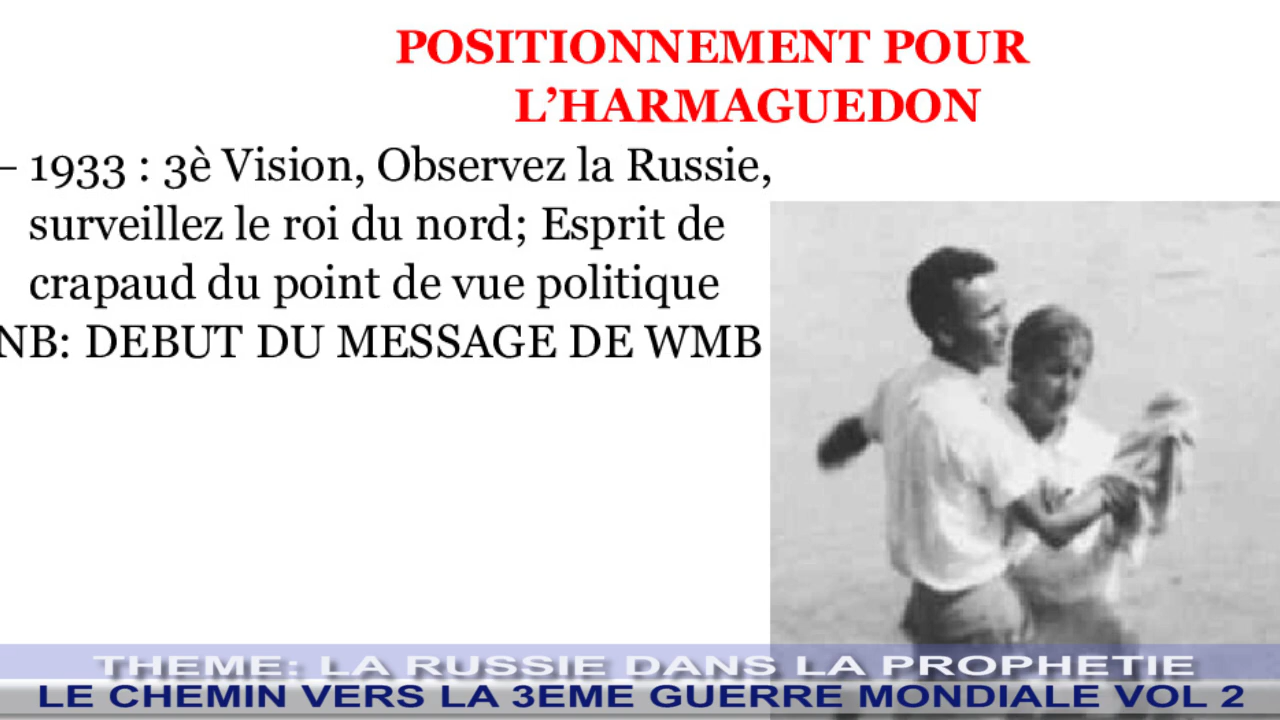 POSITIONNEMENT POUR
L’HARMAGUEDON
– 1933 : 3è Vision, Observez la Russie,
surveillez le roi du nord; Esprit de
crapaud du point de vue politique
NB: DEBUT DU MESSAGE DE WMB
THEME: LA RUSSIE DANS LA PROPHETIE
LE CHEMIN VERS LA 3EME GUERRE MONDIALE VOL 2